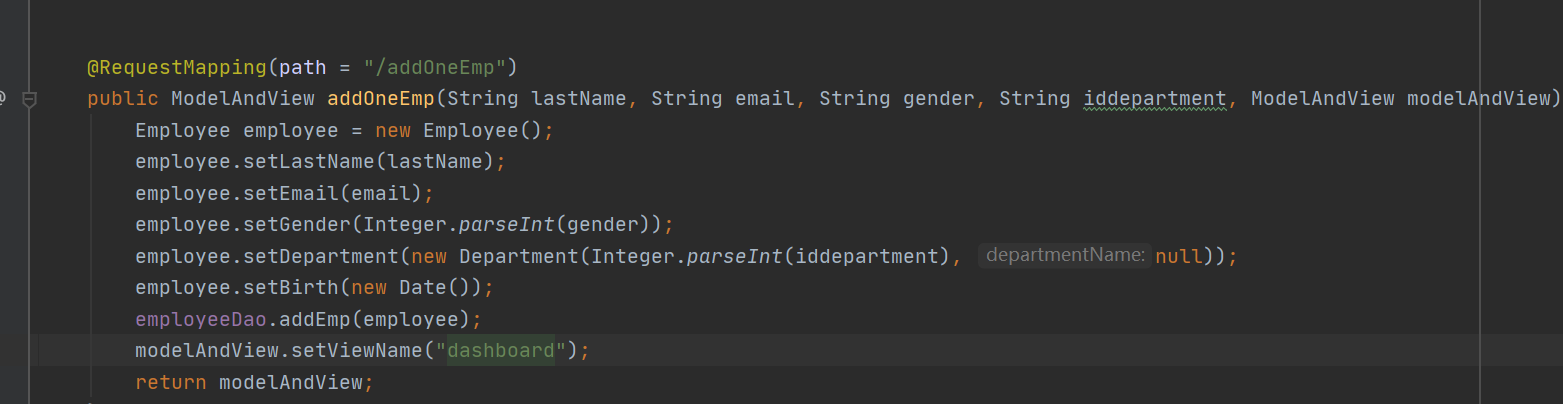 @RequestMapping(path = "/addOneEmp")
public ModelAndView addOneEmp(String lastName, String email, String gender, String iddepartment, ModelAndView modelAndView)
Employee employee = new Employee();
employee.setLastName(lastName);
employee.setEmail(email);
employee.setGender(Integer.parseInt(gender));
employee.setDepartment(new Department(Integer.parseInt(iddepartment), departmentName: null));
employee.setBirth(new Date());
employeeDao.addEmp(employee);
modelAndView.setViewName("dashboard");
return modelAndView;